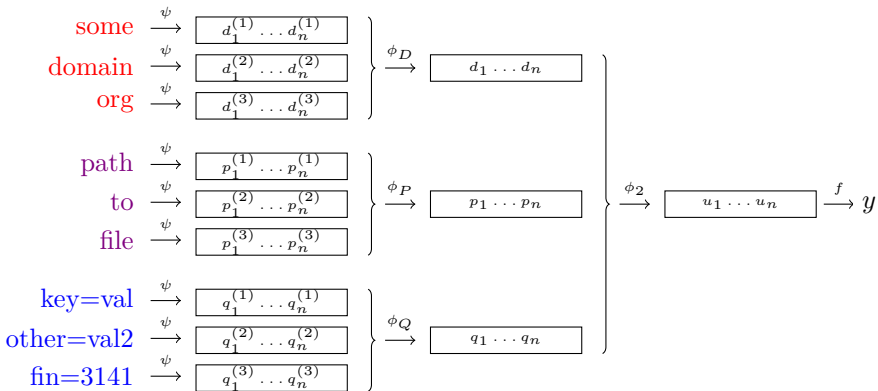 some ψ d_1^{(1)} … d_n^{(1)}
domain ψ d_1^{(2)} … d_n^{(2)} ϕ_D d_1 … d_n
org ψ d_1^{(3)} … d_n^{(3)}
path ψ p_1^{(1)} … p_n^{(1)}
to ψ p_1^{(2)} … p_n^{(2)} ϕ_P p_1 … p_n ϕ_2 u_1 … u_n f y
file ψ p_1^{(3)} … p_n^{(3)}
key=val ψ q_1^{(1)} … q_n^{(1)}
other=val2 ψ q_1^{(2)} … q_n^{(2)} ϕ_Q q_1 … q_n
fin=3141 ψ q_1^{(3)} … q_n^{(3)}